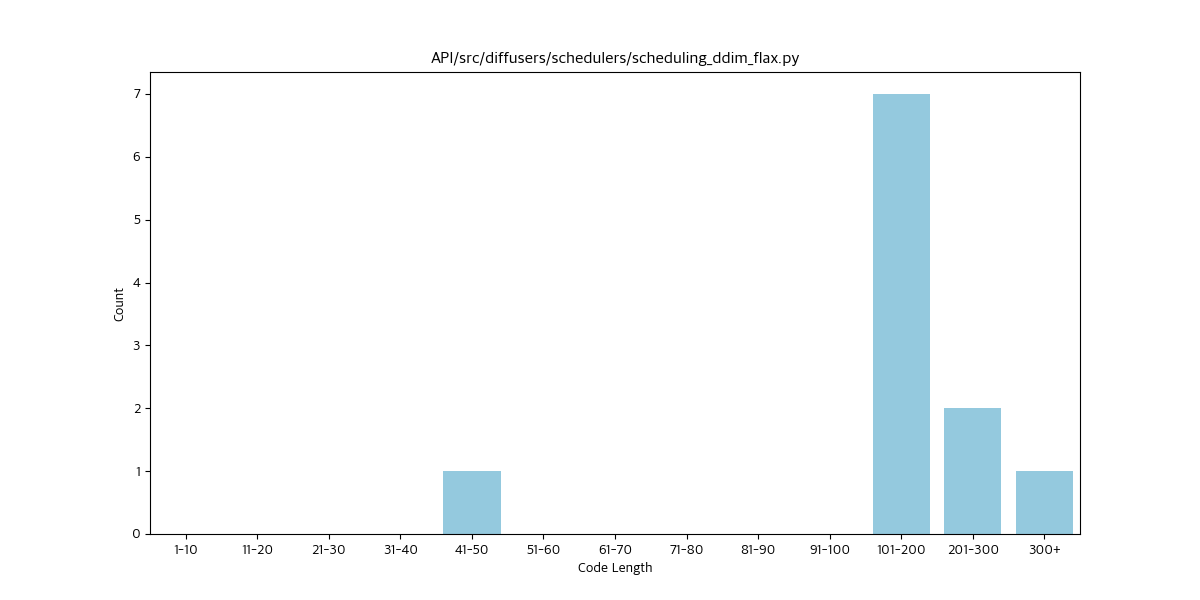 API/src/diffusers/schedulers/scheduling_ddim_flax.py
Count
7
6
5
4
3
2
1
0
1-10 11-20 21-30 31-40 41-50 51-60 61-70 71-80 81-90 91-100 101-200 201-300 300+
Code Length